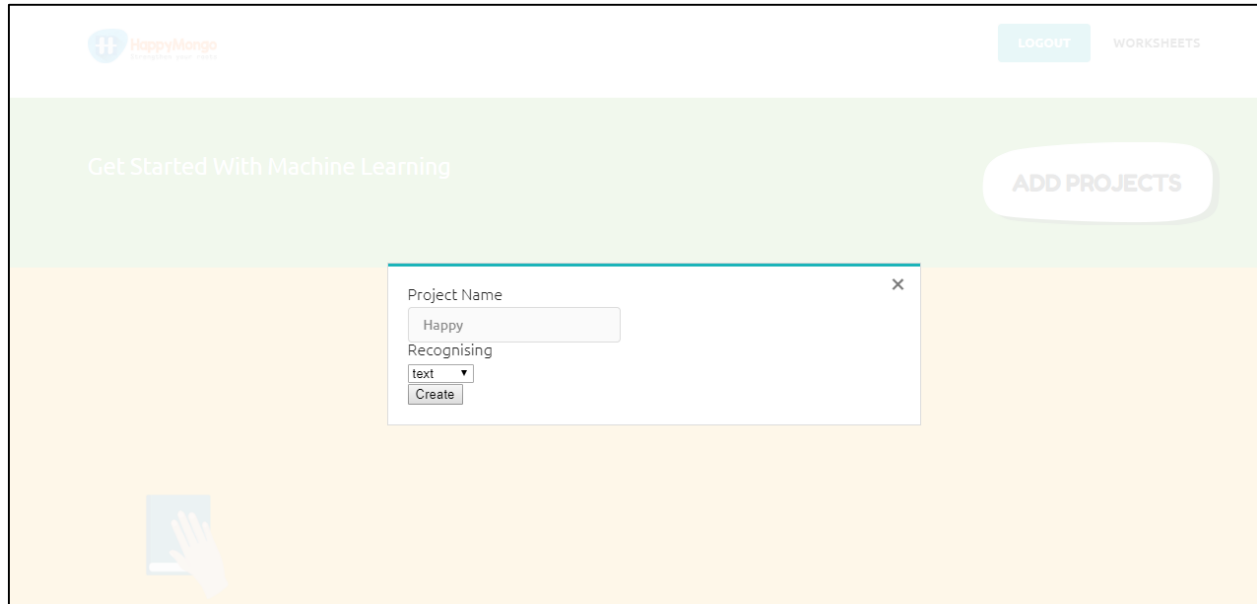 HappyMongo
LOGOUT
WORKSHEETS
Get Started With Machine Learning
ADD PROJECTS
×
Project Name
Happy
Recognising
text
Create